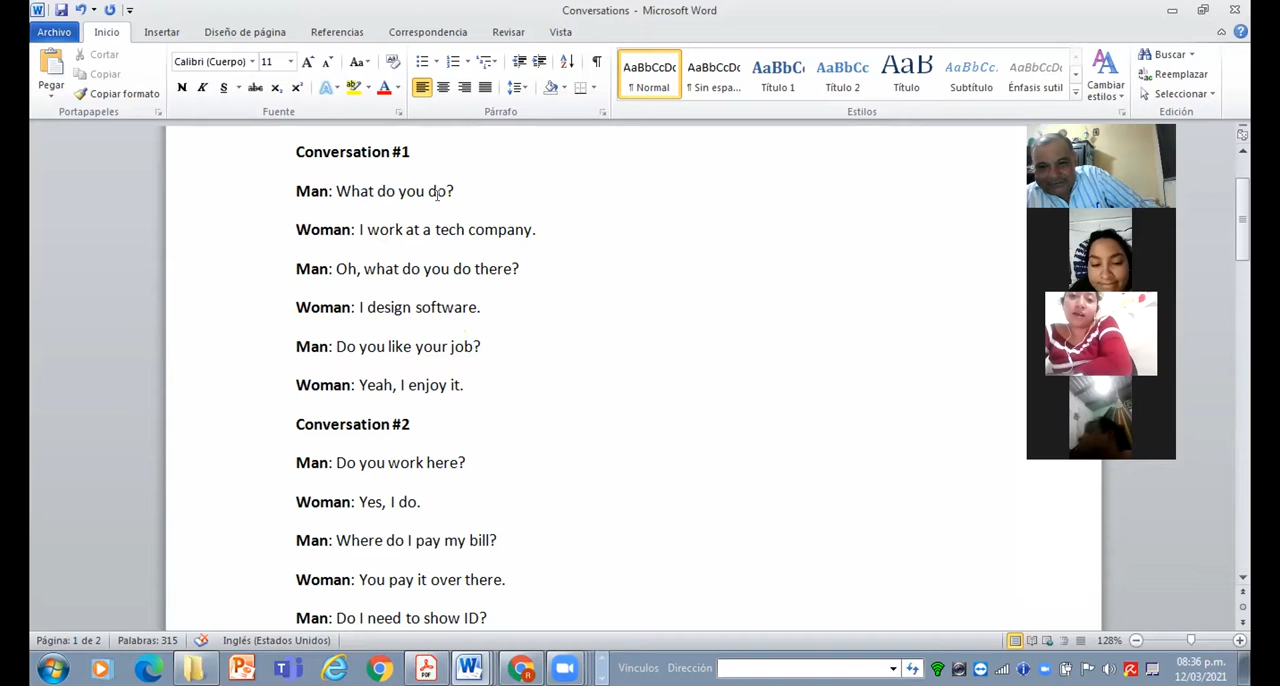 Conversations - Microsoft Word
Archivo Inicio Insertar Diseño de página Referencias Correspondencia Revisar Vista
Pegar
Cortar
Copiar
Copiar formato
Portapapeles
Calibri (Cuerpo) 11
Fuente
Párrafo
AaBbCcDc AaBbCcDc AaBbC AaBbCc AaB AaBbCc. AaBbCcDc
¶ Normal ¶ Sin espa... Título 1 Título 2 Título Subtítulo Énfasis sutil
Estilos
Cambiar estilos
Buscar
Reemplazar
Seleccionar
Edición
Conversation #1
Man: What do you do?
Woman: I work at a tech company.
Man: Oh, what do you do there?
Woman: I design software.
Man: Do you like your job?
Woman: Yeah, I enjoy it.
Conversation #2
Man: Do you work here?
Woman: Yes, I do.
Man: Where do I pay my bill?
Woman: You pay it over there.
Man: Do I need to show ID?
Página: 1 de 2 Palabras: 315 Inglés (Estados Unidos) 128%
Vínculos Dirección
08:36 p.m.
12/03/2021